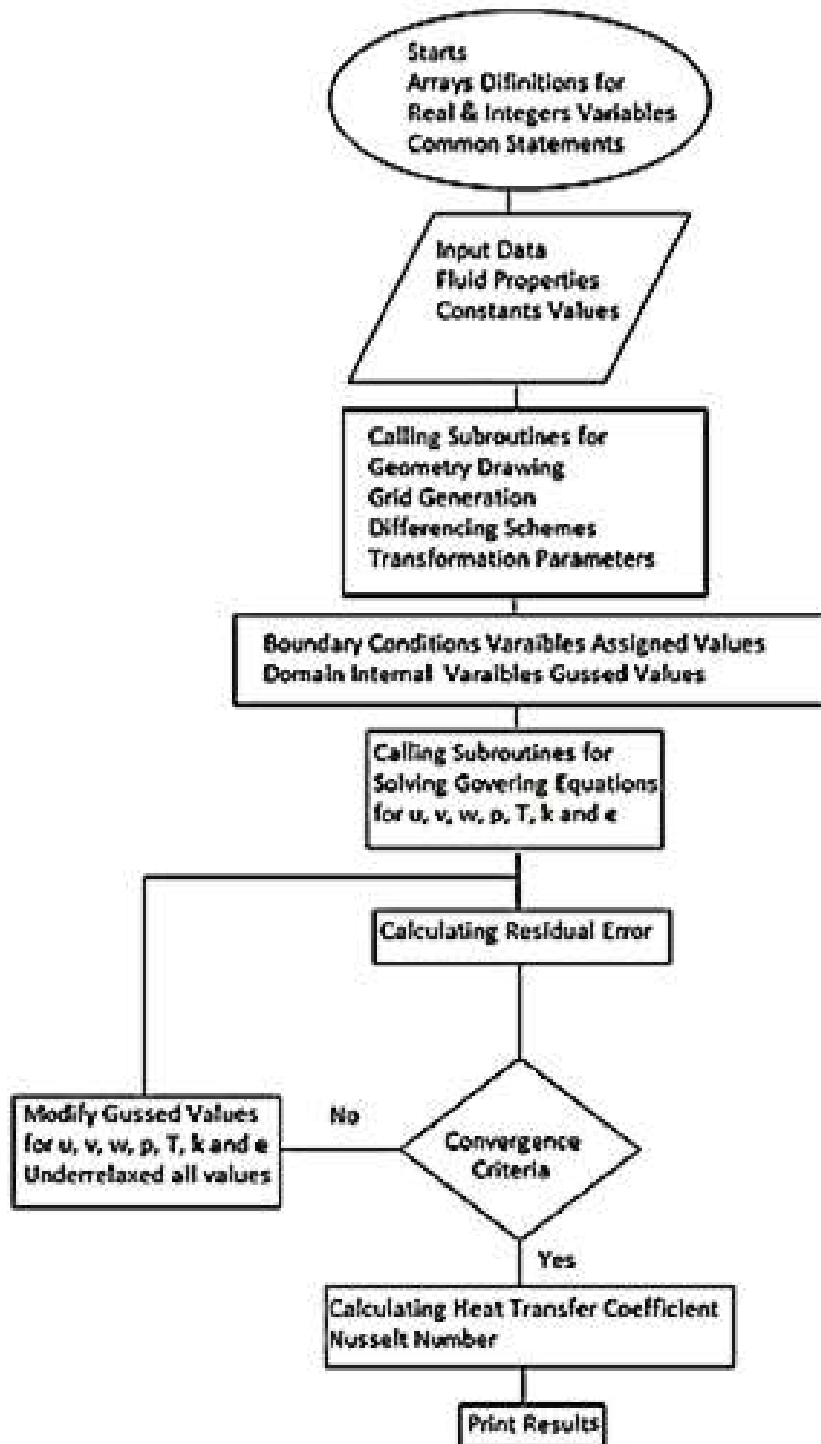 Starts
Arrays Difinitions for
Real & Integers Variables
Common Statements
Input Data
Fluid Properties
Constants Values
Calling Subroutines for
Geometry Drawing
Grid Generation
Differencing Schemes
Transformation Parameters
Boundary Conditions Varaibles Assigned Values
Domain Internal Varaibles Gussed Values
Calling Subroutines for
Solving Govering Equations
for u, v, w, p, T, k and e
Calculating Residual Error
Modify Gussed Values
for u, v, w, p, T, k and e
Underrelaxed all values
No
Convergence
Criteria
Yes
Calculating Heat Transfer Coefficient
Nusselt Number
Print Results